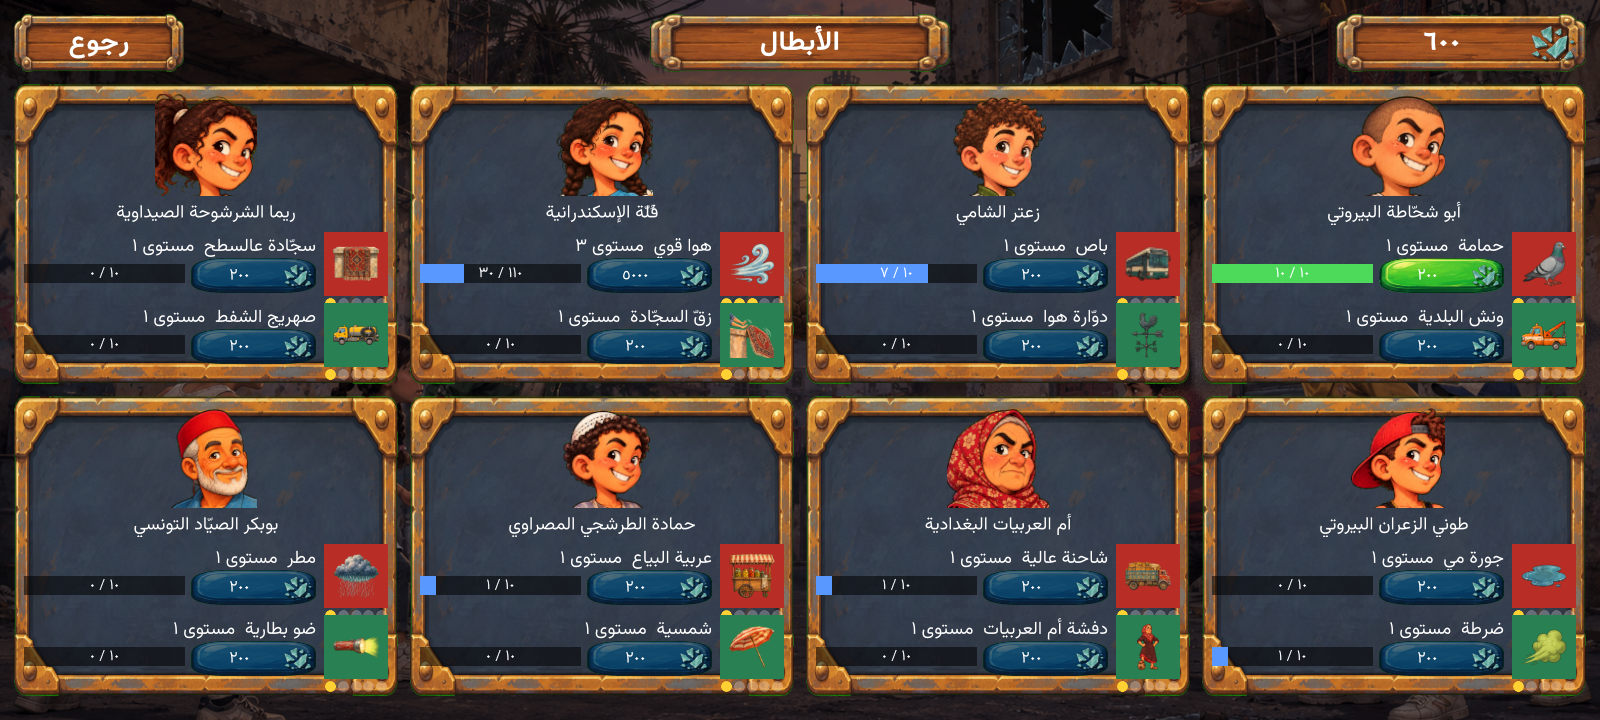 ٦٠٠
الأبطال
رجوع
أبو شحّاطة البيروتي
حمامة مستوى ١
٢٠٠
١٠ / ١٠
ونش البلدية مستوى ١
٢٠٠
٠ / ١٠
زعتر الشامي
باص مستوى ١
٢٠٠
٧ / ١٠
دوّارة هوا مستوى ١
٢٠٠
٠ / ١٠
فلّة الإسكندرانية
هوا قوي مستوى ٣
٥٠٠٠
٣٠ / ١١٠
زقّ السجّادة مستوى ١
٢٠٠
٠ / ١٠
ريما الشرشوحة الصيداوية
سجّادة عالسطح مستوى ١
٢٠٠
٠ / ١٠
صهريج الشفط مستوى ١
٢٠٠
٠ / ١٠
طوني الزعران البيروتي
جورة مي مستوى ١
٢٠٠
٠ / ١٠
ضرطة مستوى ١
٢٠٠
١ / ١٠
أم العربيات البغدادية
شاحنة عالية مستوى ١
٢٠٠
١ / ١٠
دفشة أم العربيات مستوى ١
٢٠٠
٠ / ١٠
حمادة الطرشجي المصراوي
عربية البياع مستوى ١
٢٠٠
١ / ١٠
شمسية مستوى ١
٢٠٠
٠ / ١٠
بوبكر الصيّاد التونسي
مطر مستوى ١
٢٠٠
٠ / ١٠
ضو بطارية مستوى ١
٢٠٠
٠ / ١٠